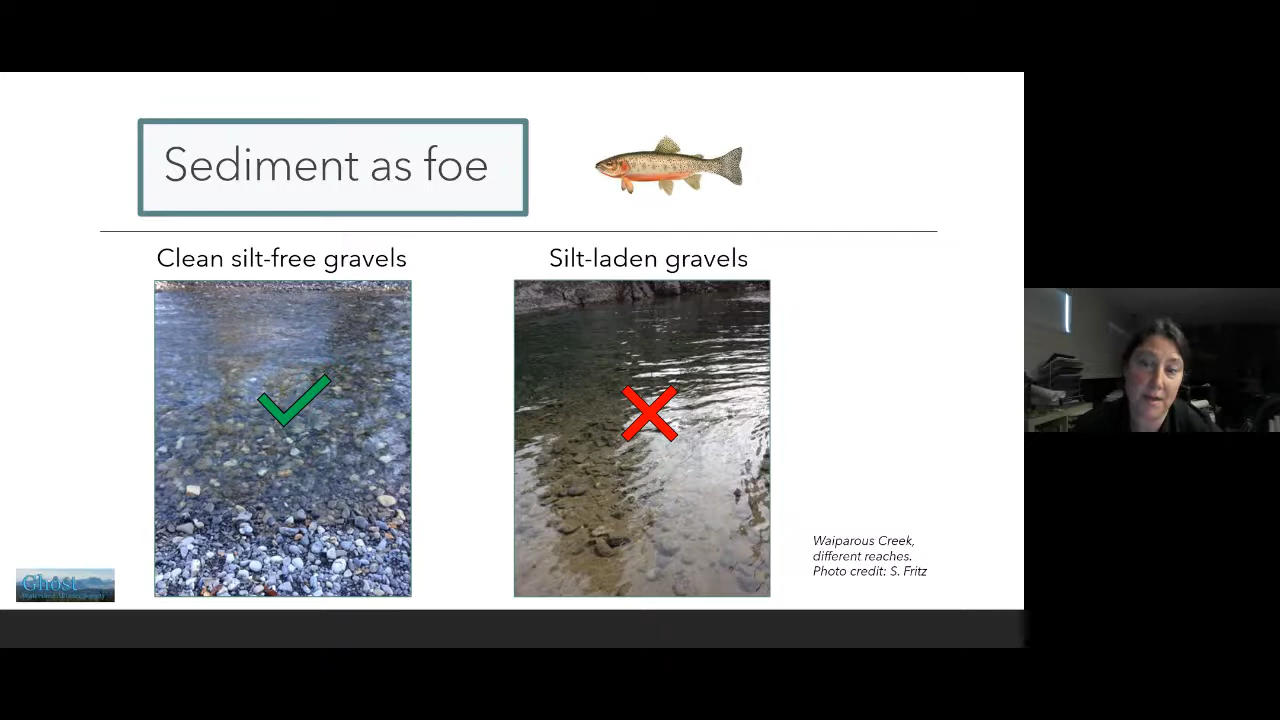 Sediment as foe
Clean silt-free gravels
Silt-laden gravels
Waiparous Creek,
different reaches.
Photo credit: S. Fritz
Ghost